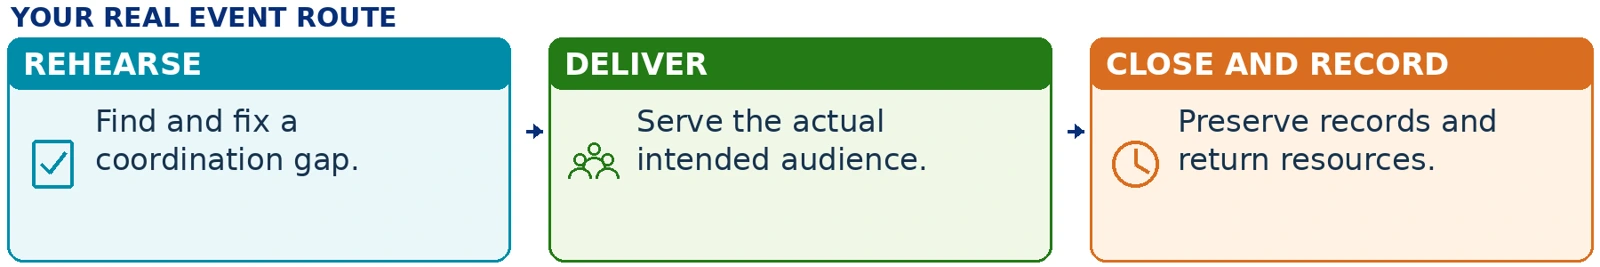 YOUR REAL EVENT ROUTE
REHEARSE
Find and fix a
coordination gap.
DELIVER
Serve the actual
intended audience.
CLOSE AND RECORD
Preserve records and
return resources.